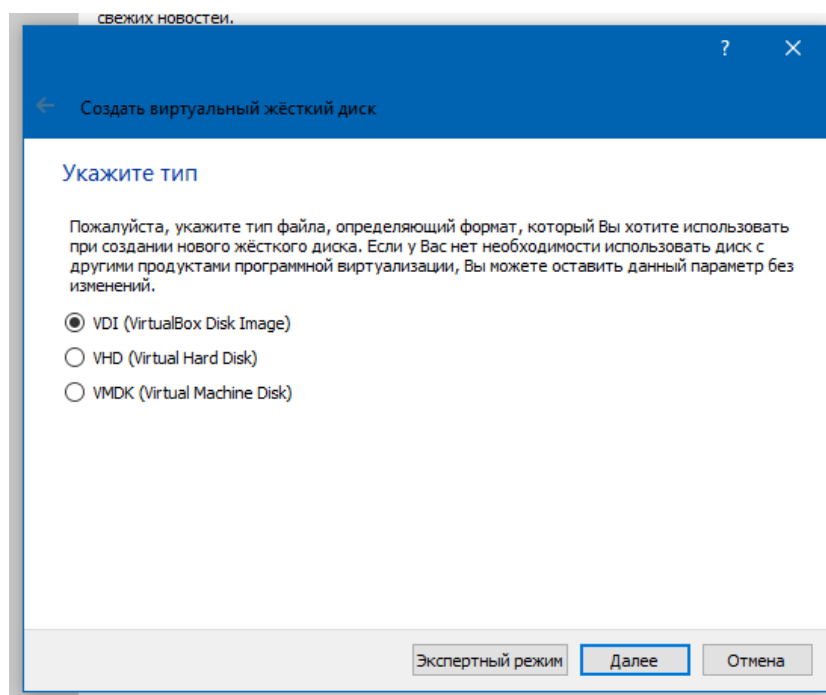 свежих новостей.
?
Создать виртуальный жёсткий диск
Укажите тип
Пожалуйста, укажите тип файла, определяющий формат, который Вы хотите использовать
при создании нового жёсткого диска. Если у Вас нет необходимости использовать диск с
другими продуктами программной виртуализации, Вы можете оставить данный параметр без
изменений.
VDI (VirtualBox Disk Image)
VHD (Virtual Hard Disk)
VMDK (Virtual Machine Disk)
Экспертный режим Далее Отмена